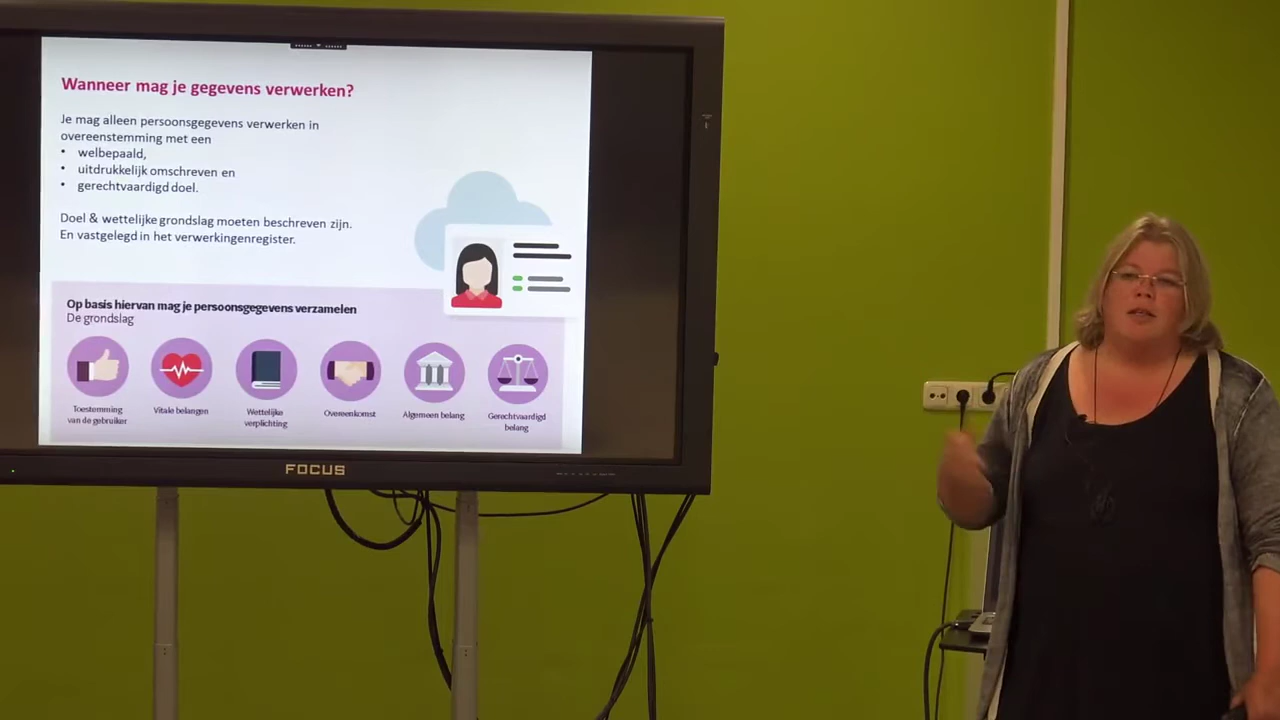 Wanneer mag je gegevens verwerken?
Je mag alleen persoonsgegevens verwerken in
overeenstemming met een
• welbepaald,
• uitdrukkelijk omschreven en
• gerechtvaardigd doel.
Doel & wettelijke grondslag moeten beschreven zijn.
En vastgelegd in het verwerkingenregister.
Op basis hiervan mag je persoonsgegevens verzamelen
De grondslag
Toestemming
van de gebruiker
Vitale belangen
Wettelijke
verplichting
Overeenkomst
Algemeen belang
Gerechtvaardigd
belang
FOCUS